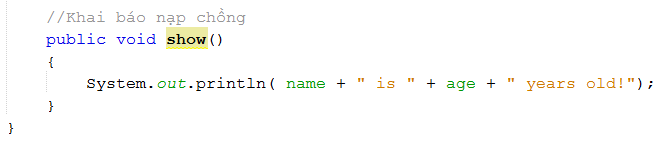 //Khai báo nạp chồng
public void show()
{
System.out.println( name + " is " + age + " years old!");
}
}